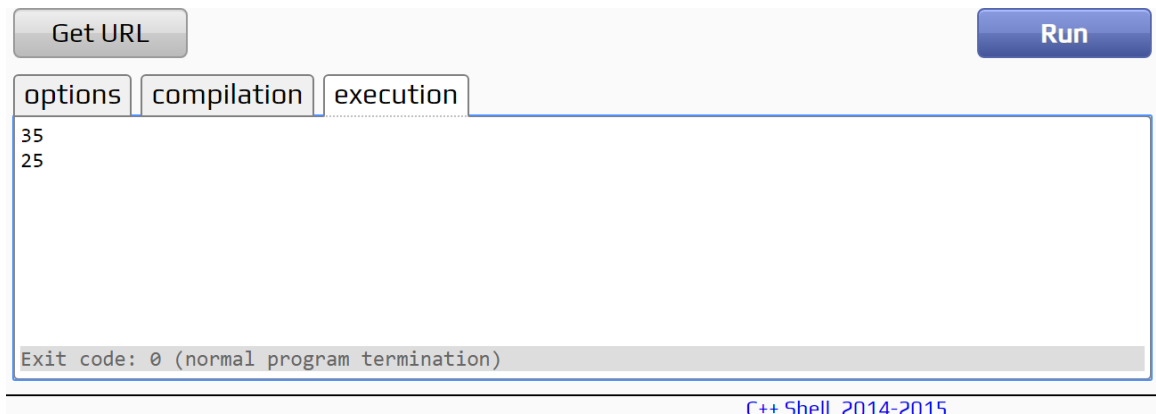 Get URL
Run
options compilation execution
35
25
Exit code: 0 (normal program termination)
C++ Shell, 2014-2015